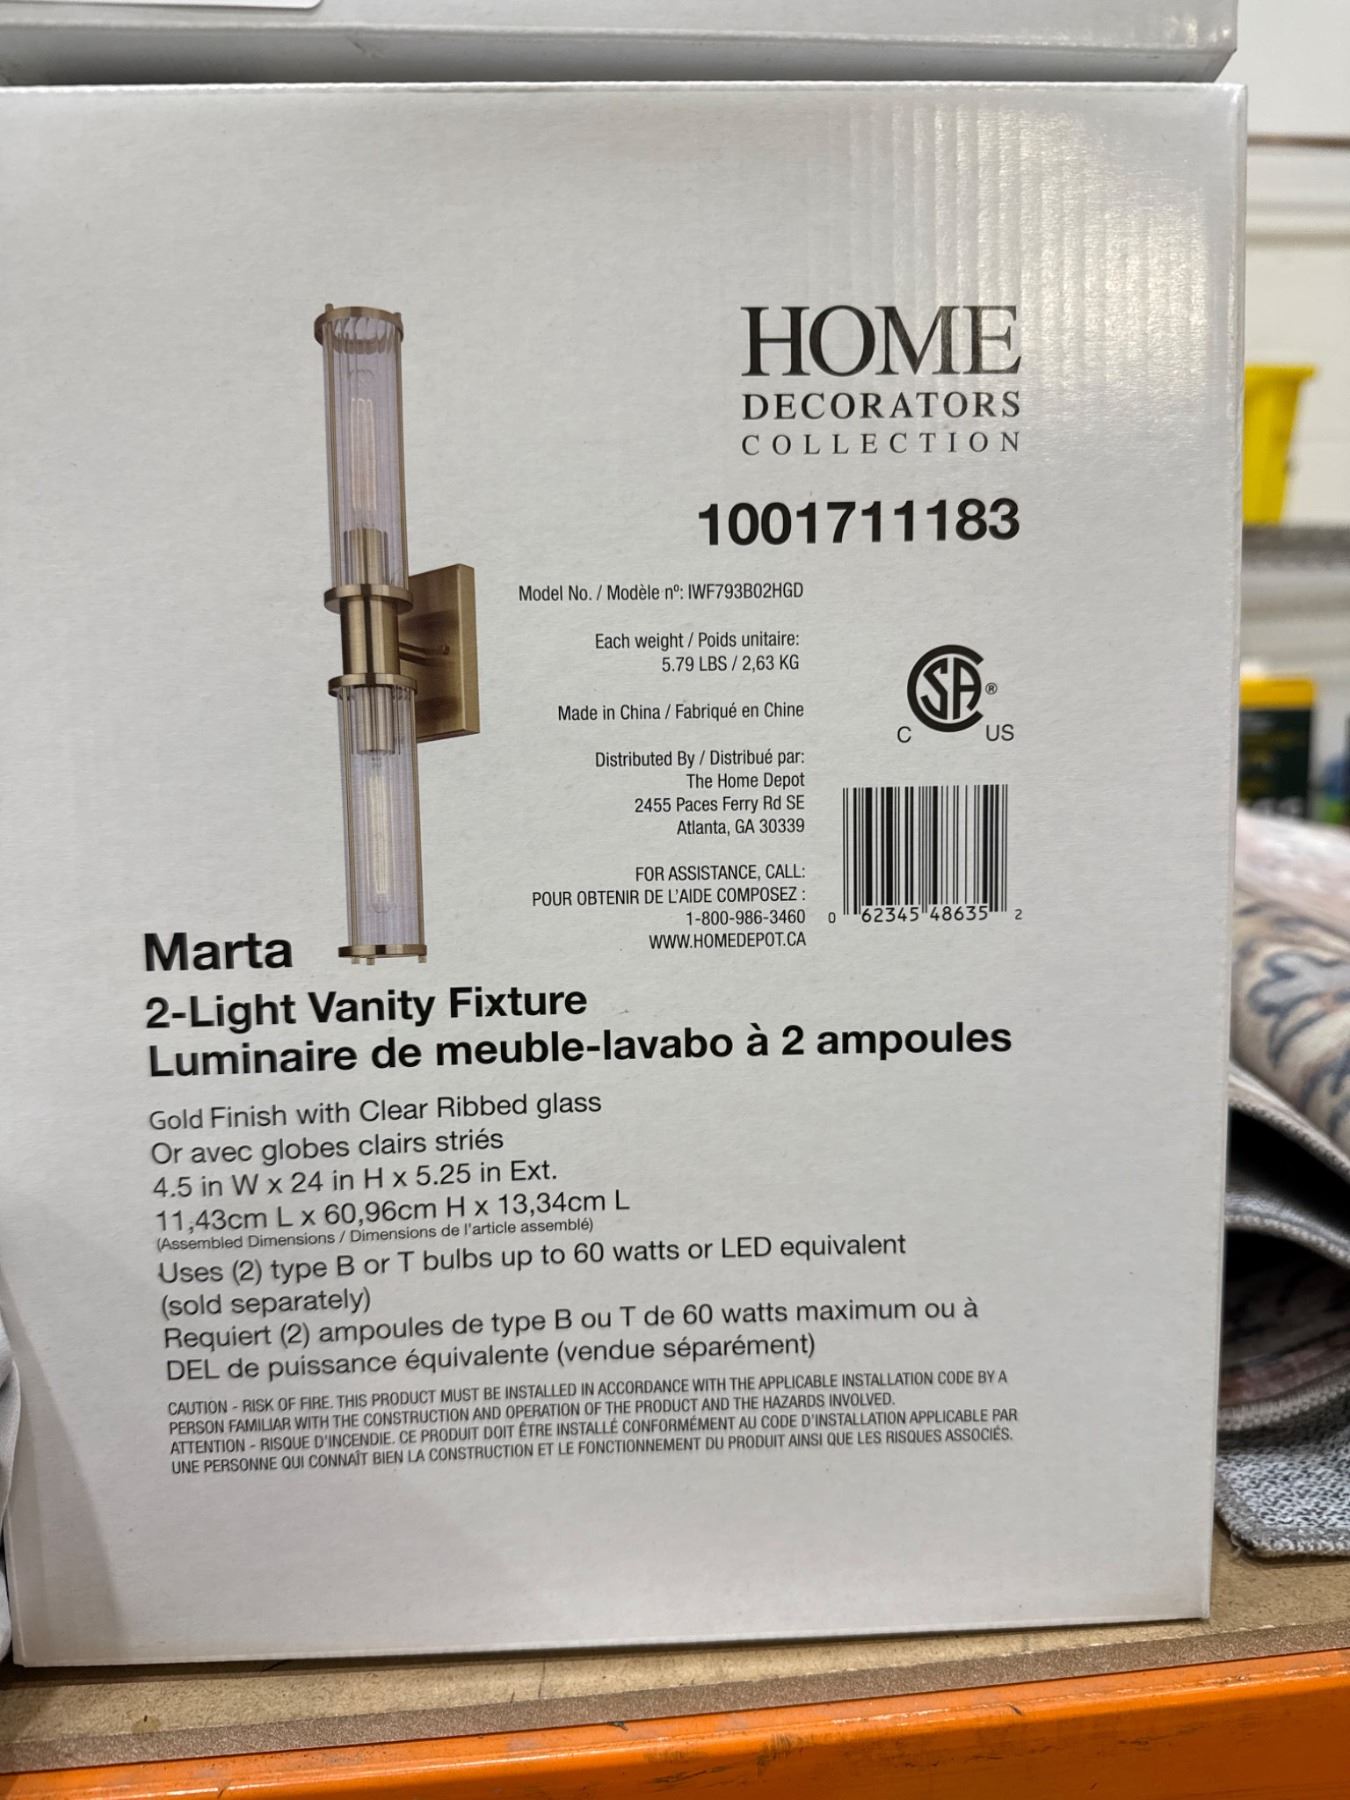 HOME
DECORATORS
COLLECTION
1001711183
Model No. / Modèle nº: IWF793B02HGD
Each weight / Poids unitaire:
5.79 LBS / 2,63 KG
Made in China / Fabriqué en Chine
Distributed By / Distribué par:
The Home Depot
2455 Paces Ferry Rd SE
Atlanta, GA 30339
FOR ASSISTANCE, CALL:
POUR OBTENIR DE L'AIDE COMPOSEZ :
1-800-986-3460
WWW.HOMEDEPOT.CA
CSA®
C US
0 62345 48635 2
Marta
2-Light Vanity Fixture
Luminaire de meuble-lavabo à 2 ampoules
Gold Finish with Clear Ribbed glass
Or avec globes clairs striés
4.5 in W x 24 in H x 5.25 in Ext.
11,43cm L x 60,96cm H x 13,34cm L
(Assembled Dimensions / Dimensions de l'article assemblé)
Uses (2) type B or T bulbs up to 60 watts or LED equivalent
(sold separately)
Requiert (2) ampoules de type B ou T de 60 watts maximum ou à
DEL de puissance équivalente (vendue séparément)
CAUTION - RISK OF FIRE. THIS PRODUCT MUST BE INSTALLED IN ACCORDANCE WITH THE APPLICABLE INSTALLATION CODE BY A
PERSON FAMILIAR WITH THE CONSTRUCTION AND OPERATION OF THE PRODUCT AND THE HAZARDS INVOLVED.
ATTENTION - RISQUE D'INCENDIE. CE PRODUIT DOIT ÊTRE INSTALLÉ CONFORMÉMENT AU CODE D'INSTALLATION APPLICABLE PAR
UNE PERSONNE QUI CONNAÎT BIEN LA CONSTRUCTION ET LE FONCTIONNEMENT DU PRODUIT AINSI QUE LES RISQUES ASSOCIÉS.